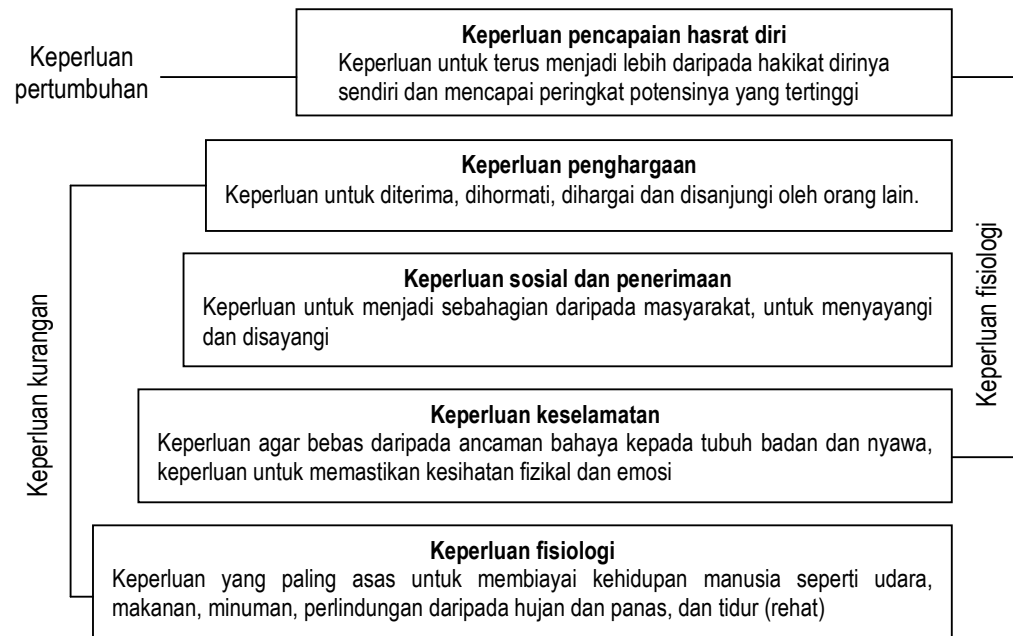 Keperluan pencapaian hasrat diri
Keperluan untuk terus menjadi lebih daripada hakikat dirinya
sendiri dan mencapai peringkat potensinya yang tertinggi
Keperluan
pertumbuhan
Keperluan penghargaan
Keperluan untuk diterima, dihormati, dihargai dan disanjungi oleh orang lain.
Keperluan sosial dan penerimaan
Keperluan untuk menjadi sebahagian daripada masyarakat, untuk menyayangi
dan disayangi
Keperluan keselamatan
Keperluan agar bebas daripada ancaman bahaya kepada tubuh badan dan nyawa,
keperluan untuk memastikan kesihatan fizikal dan emosi
Keperluan fisiologi
Keperluan yang paling asas untuk membiayai kehidupan manusia seperti udara,
makanan, minuman, perlindungan daripada hujan dan panas, dan tidur (rehat)
Keperluan kurangan
Keperluan fisiologi